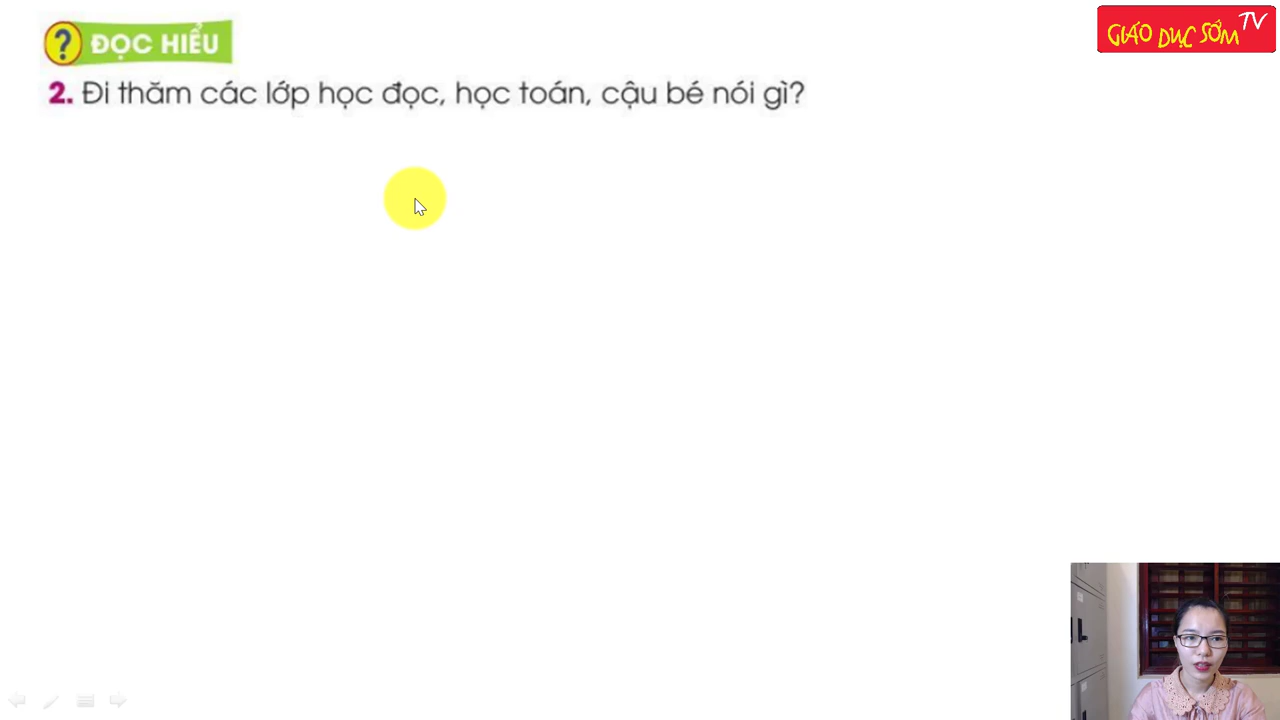 ? ĐỌC HIỂU
GIÁO DỤC SỚM TV
2. Đi thăm các lớp học đọc, học toán, cậu bé nói gì?